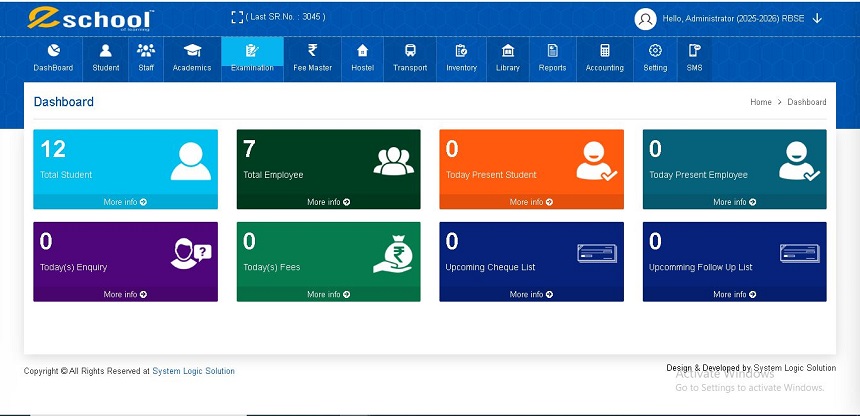 eschool
of learning
( Last SR.No. : 3045 )
Hello, Administrator (2025-2026) RBSE
DashBoard Student Staff Academics Examination Fee Master Hostel Transport Inventory Library Reports Accounting Setting SMS
Dashboard
Home > Dashboard
12 7 0 0
Total Student Total Employee Today Present Student Today Present Employee
More info More info More info More info
0 0 0 0
Today(s) Enquiry Today(s) Fees Upcoming Cheque List Upcomming Follow Up List
More info More info More info More info
Copyright © All Rights Reserved at System Logic Solution
Design & Developed by System Logic Solution
Activate Windows
Go to Settings to activate Windows.